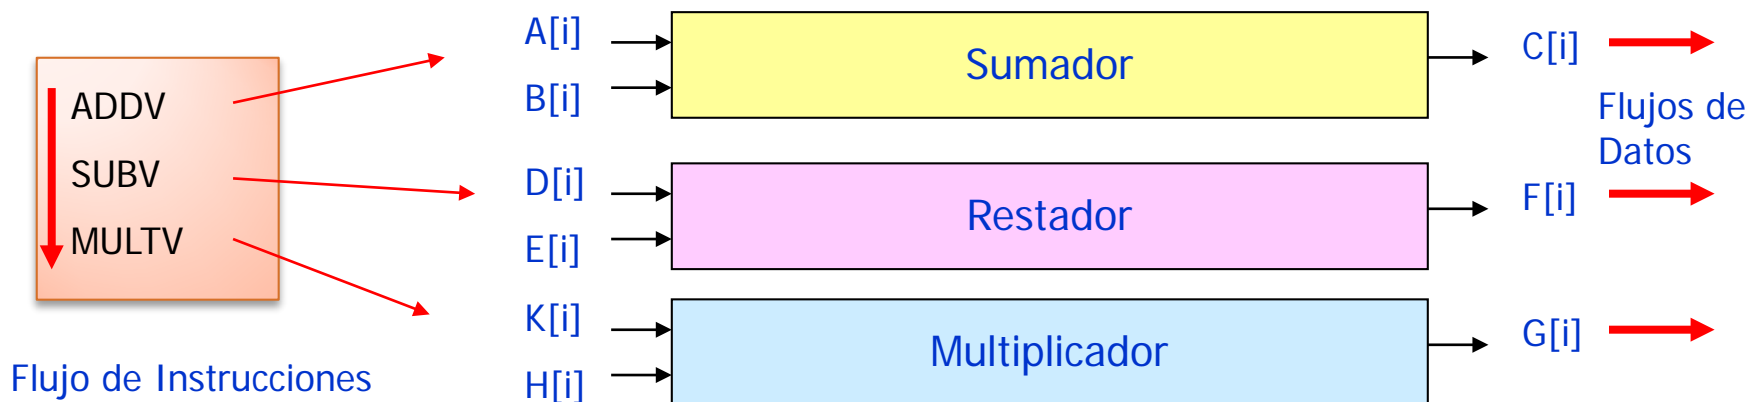 ADDV
SUBV
MULTV
Flujo de Instrucciones
A[i]
B[i]
Sumador
C[i]
D[i]
E[i]
Restador
F[i]
K[i]
H[i]
Multiplicador
G[i]
Flujos de
Datos